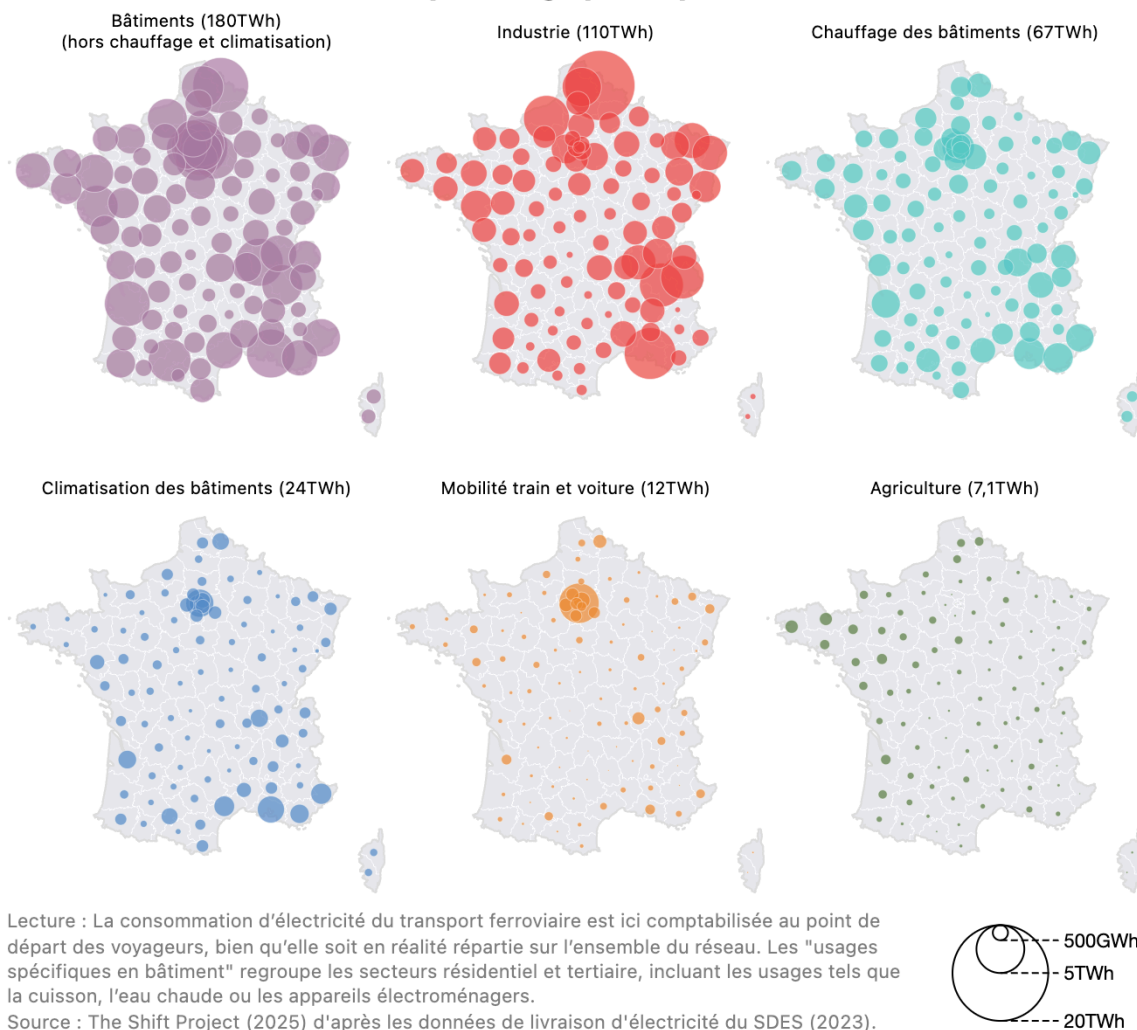 Bâtiments (180TWh)
(hors chauffage et climatisation)
Industrie (110TWh)
Chauffage des bâtiments (67TWh)
Climatisation des bâtiments (24TWh)
Mobilité train et voiture (12TWh)
Agriculture (7,1TWh)
Lecture : La consommation d'électricité du transport ferroviaire est ici comptabilisée au point de
départ des voyageurs, bien qu'elle soit en réalité répartie sur l'ensemble du réseau. Les "usages
spécifiques en bâtiment" regroupe les secteurs résidentiel et tertiaire, incluant les usages tels que
la cuisson, l'eau chaude ou les appareils électroménagers.
Source : The Shift Project (2025) d'après les données de livraison d'électricité du SDES (2023).
500GWh
5TWh
20TWh